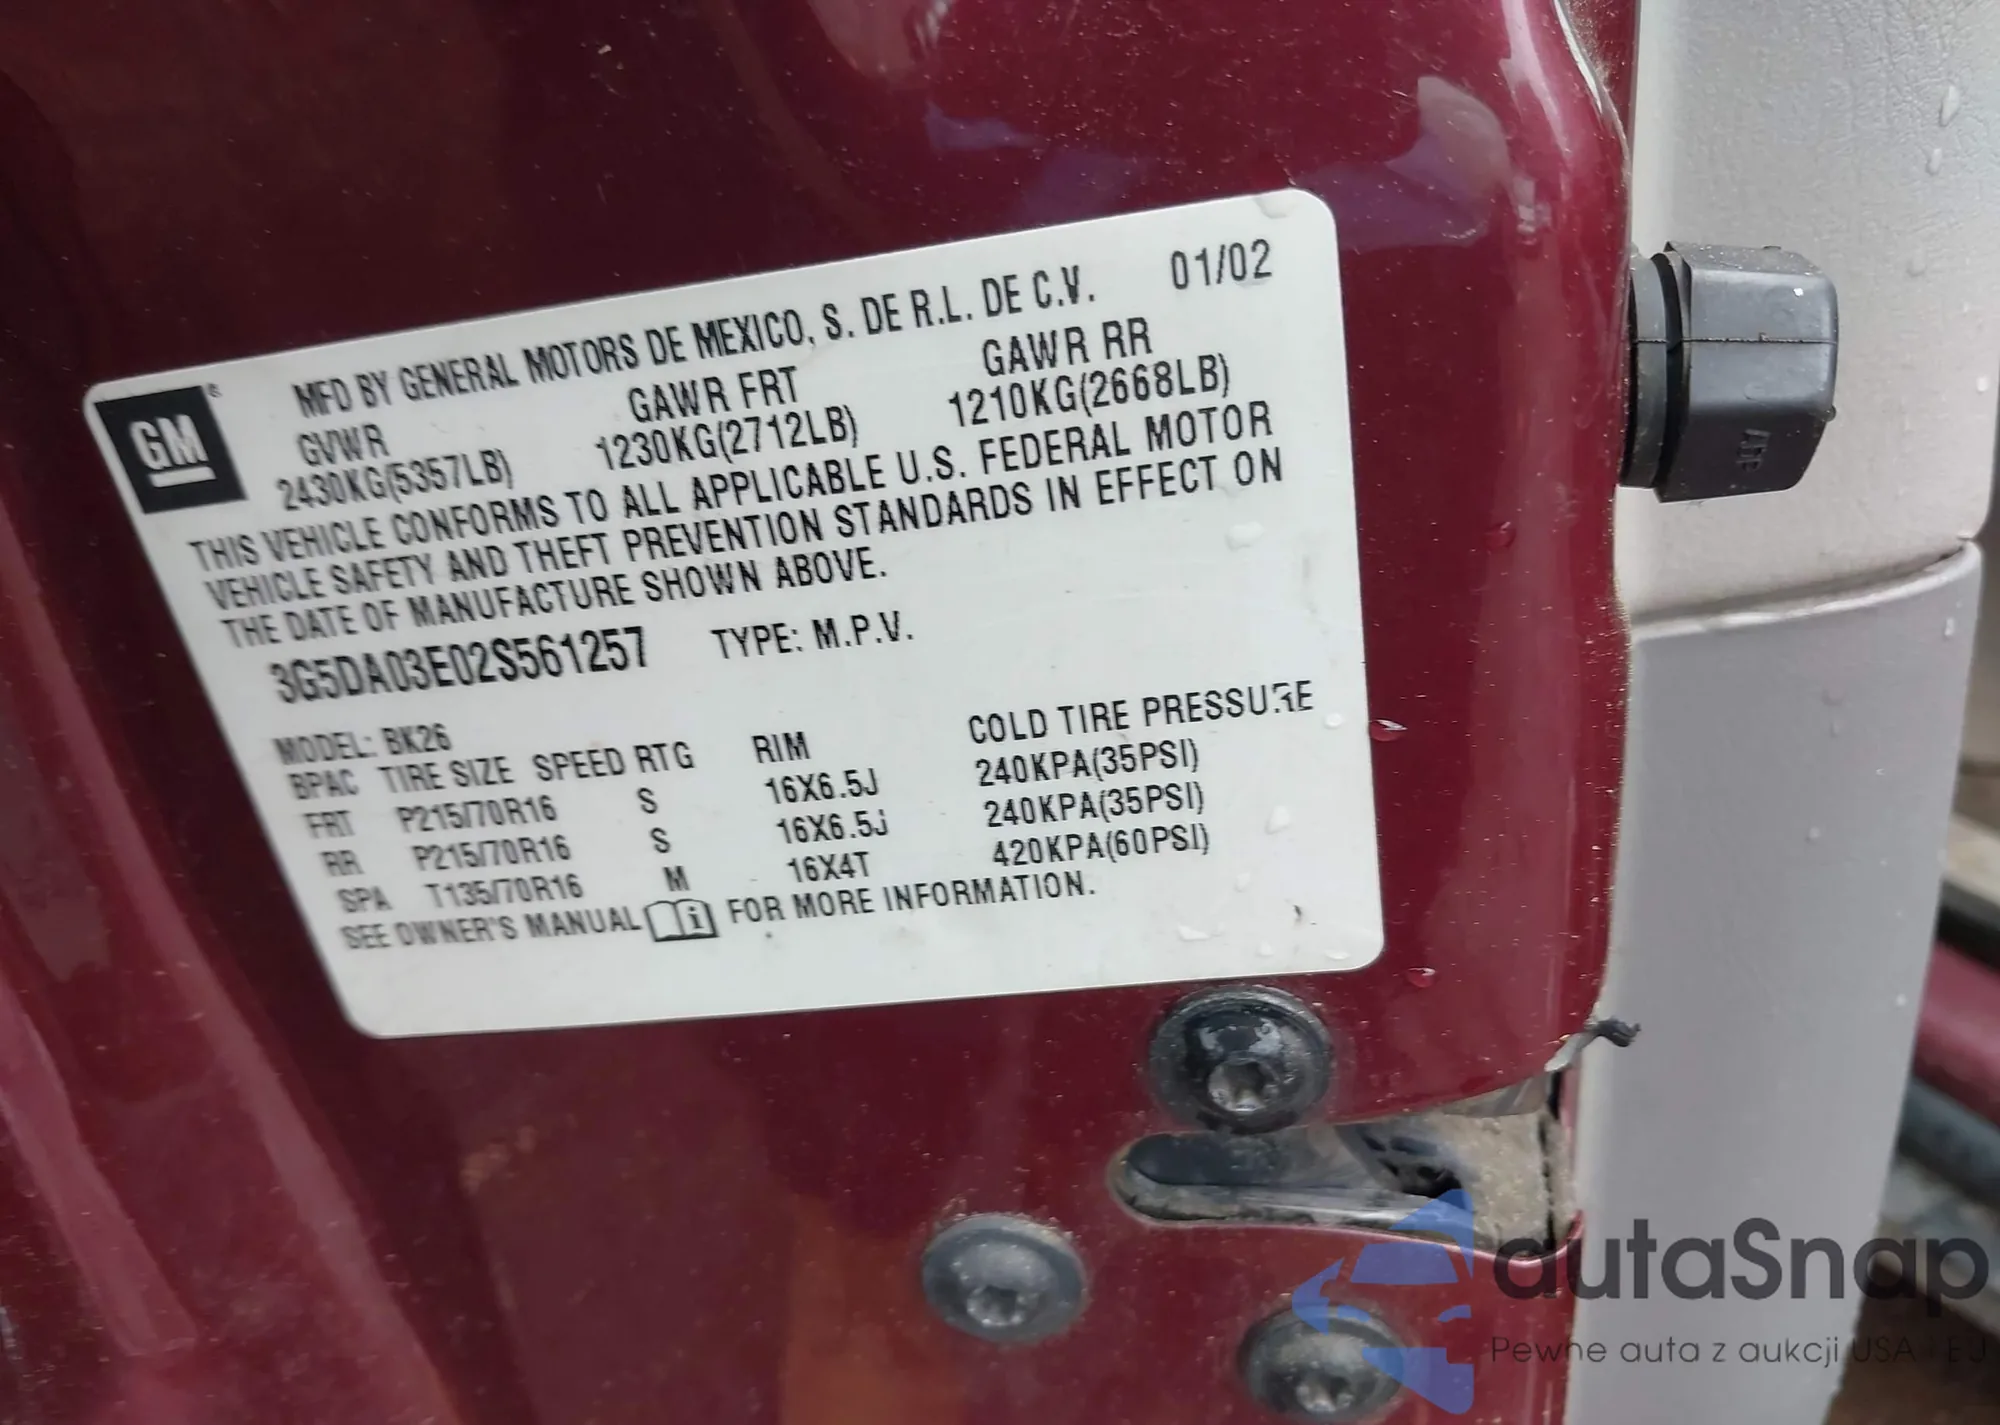 GM
MFD BY GENERAL MOTORS DE MEXICO, S. DE R.L. DE C.V. 01/02
GVWR GAWR FRT GAWR RR
2430KG(5357LB) 1230KG(2712LB) 1210KG(2668LB)
THIS VEHICLE CONFORMS TO ALL APPLICABLE U.S. FEDERAL MOTOR
VEHICLE SAFETY AND THEFT PREVENTION STANDARDS IN EFFECT ON
THE DATE OF MANUFACTURE SHOWN ABOVE.
3G5DA03E02S561257 TYPE: M.P.V.
MODEL: BK26
BPAC TIRE SIZE SPEED RTG RIM COLD TIRE PRESSURE
FRT P215/70R16 S 16X6.5J 240KPA(35PSI)
RR P215/70R16 S 16X6.5J 240KPA(35PSI)
SPA T135/70R16 M 16X4T 420KPA(60PSI)
SEE OWNER'S MANUAL FOR MORE INFORMATION.
autaSnap
Pewne auta z aukcji USA i EU